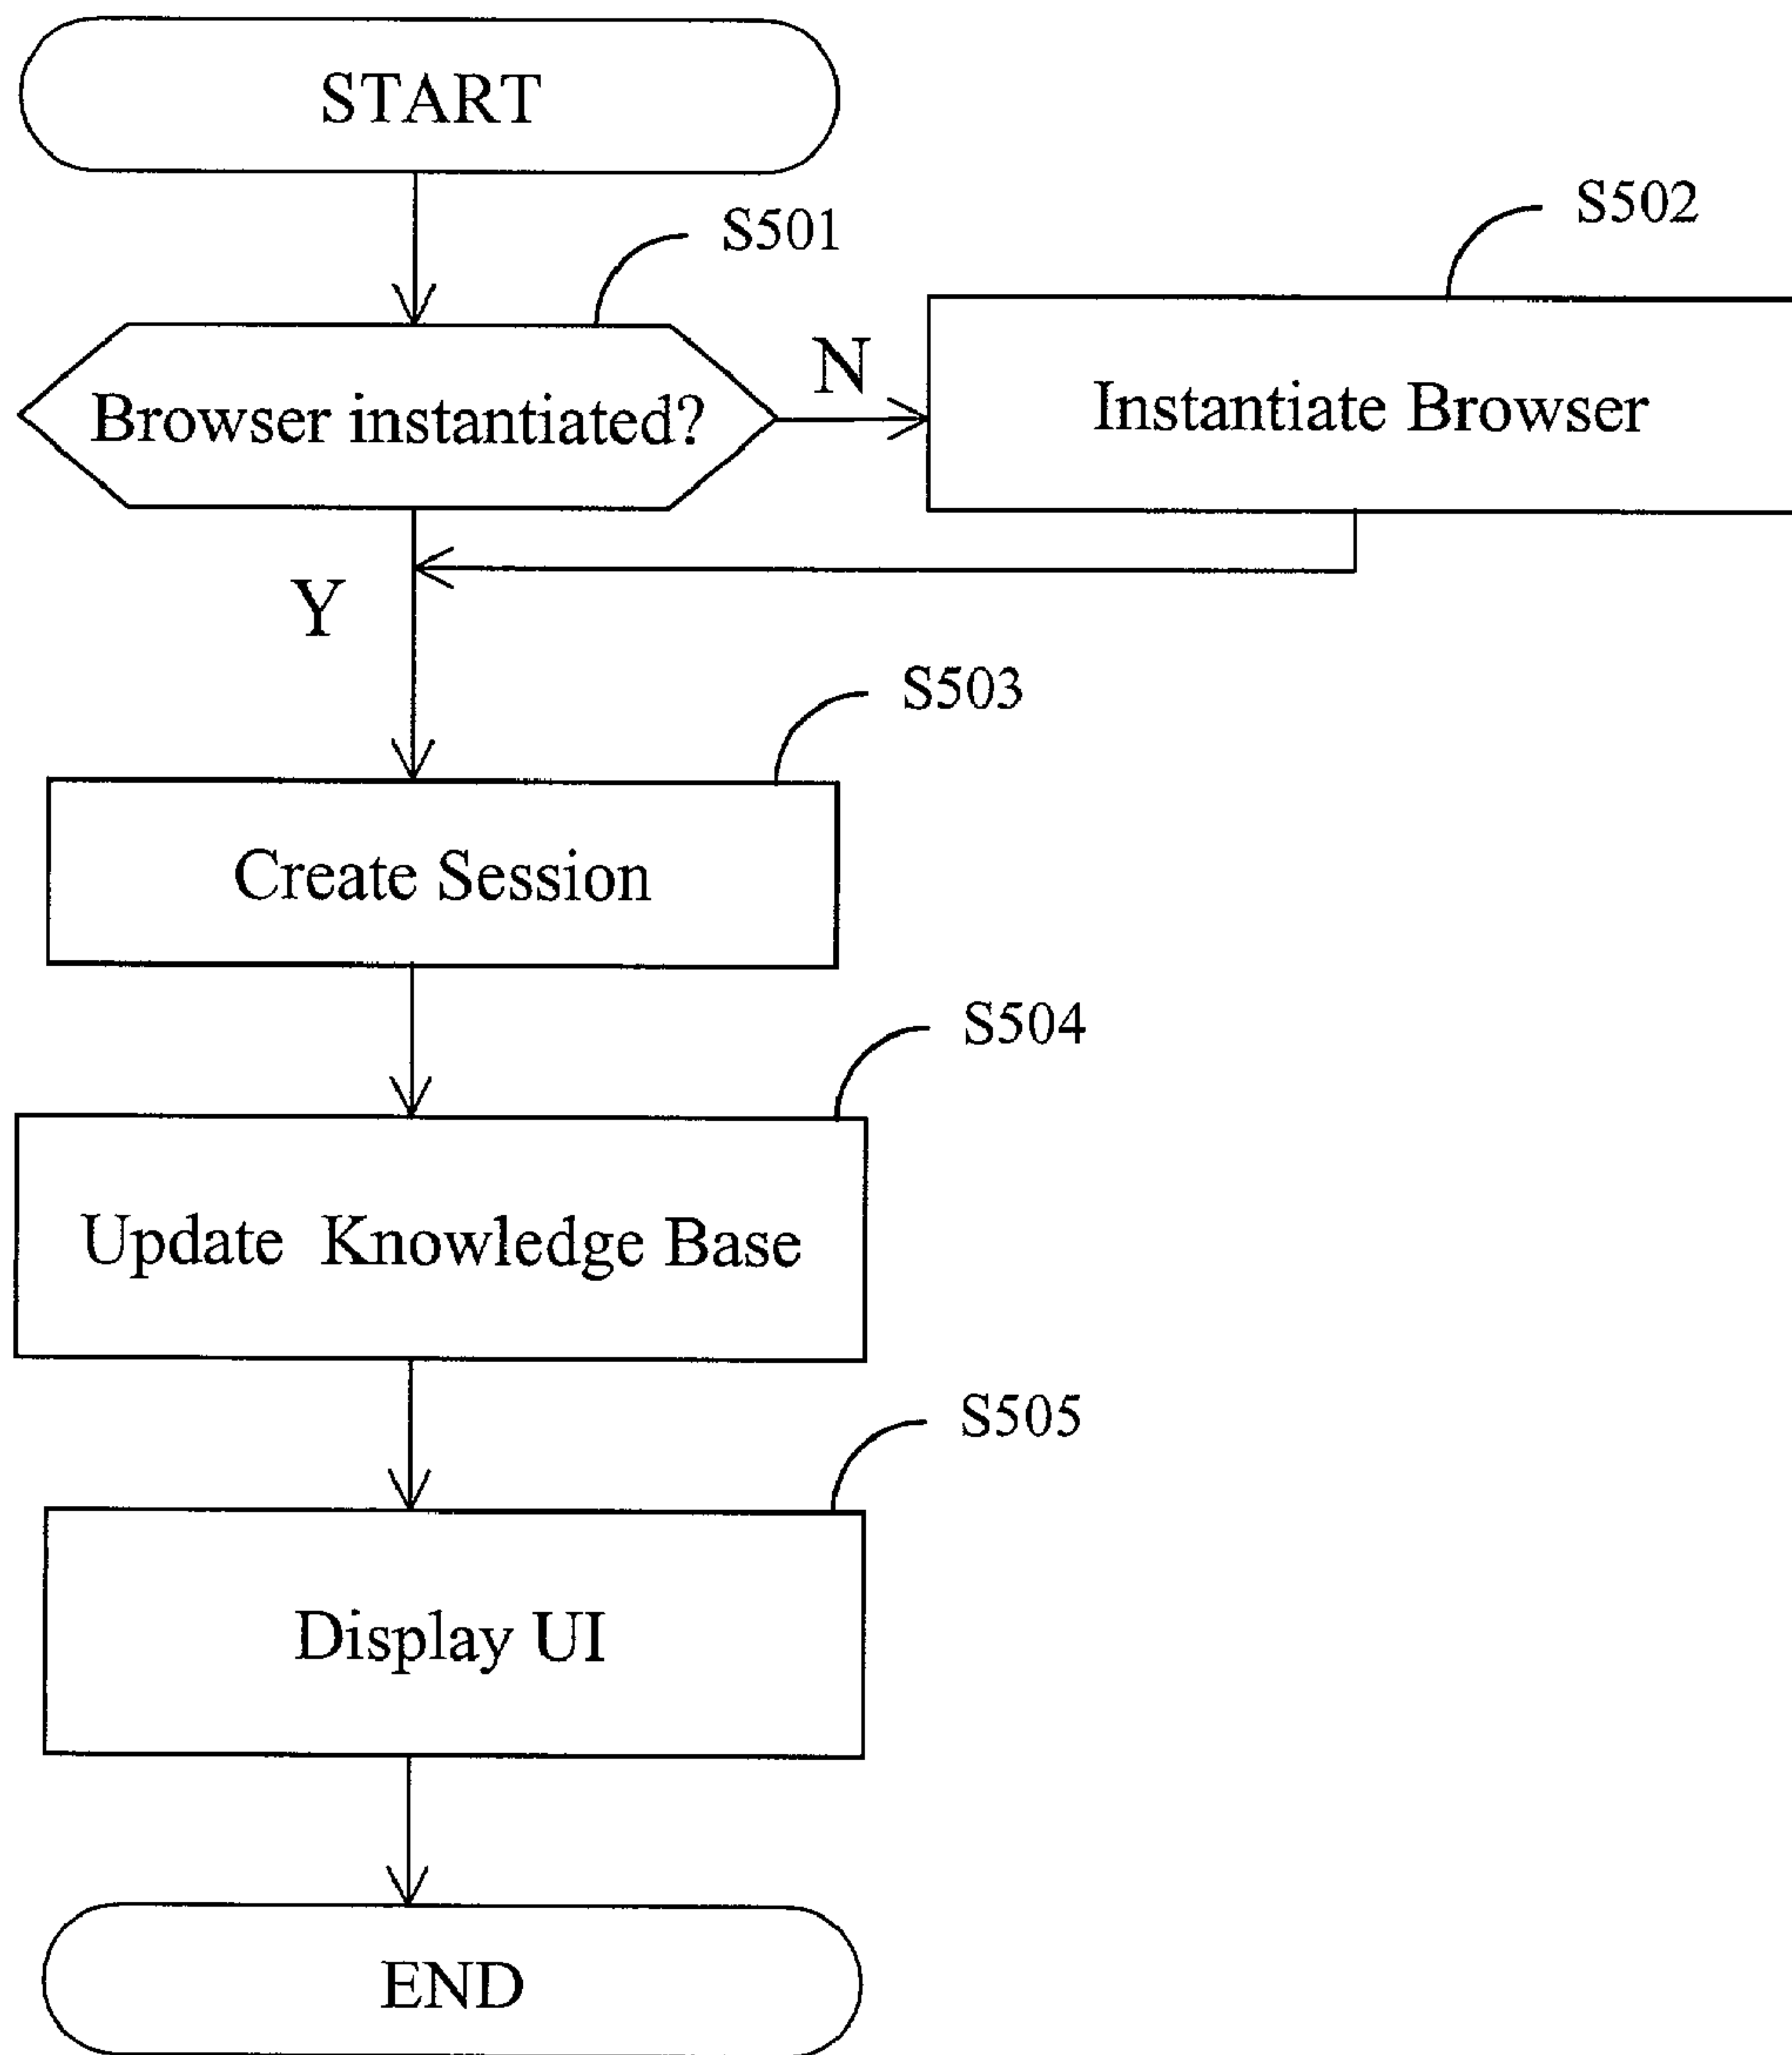 START
S501
S502
Browser instantiated?
N
Instantiate Browser
Y
S503
Create Session
S504
Update Knowledge Base
S505
Display UI
END